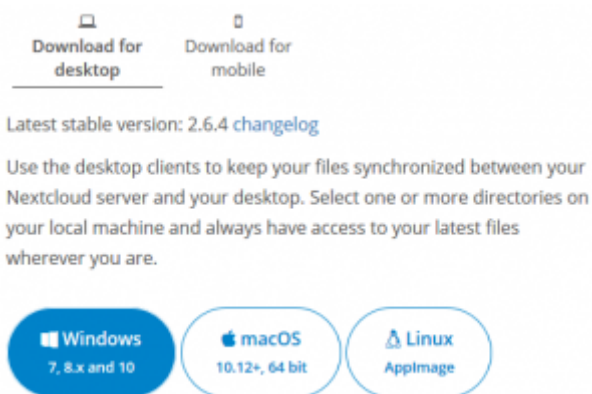 Download for
desktop
Download for
mobile
Latest stable version: 2.6.4 changelog
Use the desktop clients to keep your files synchronized between your
Nextcloud server and your desktop. Select one or more directories on
your local machine and always have access to your latest files
wherever you are.
Windows
7, 8.x and 10
macOS
10.12+, 64 bit
Linux
AppImage